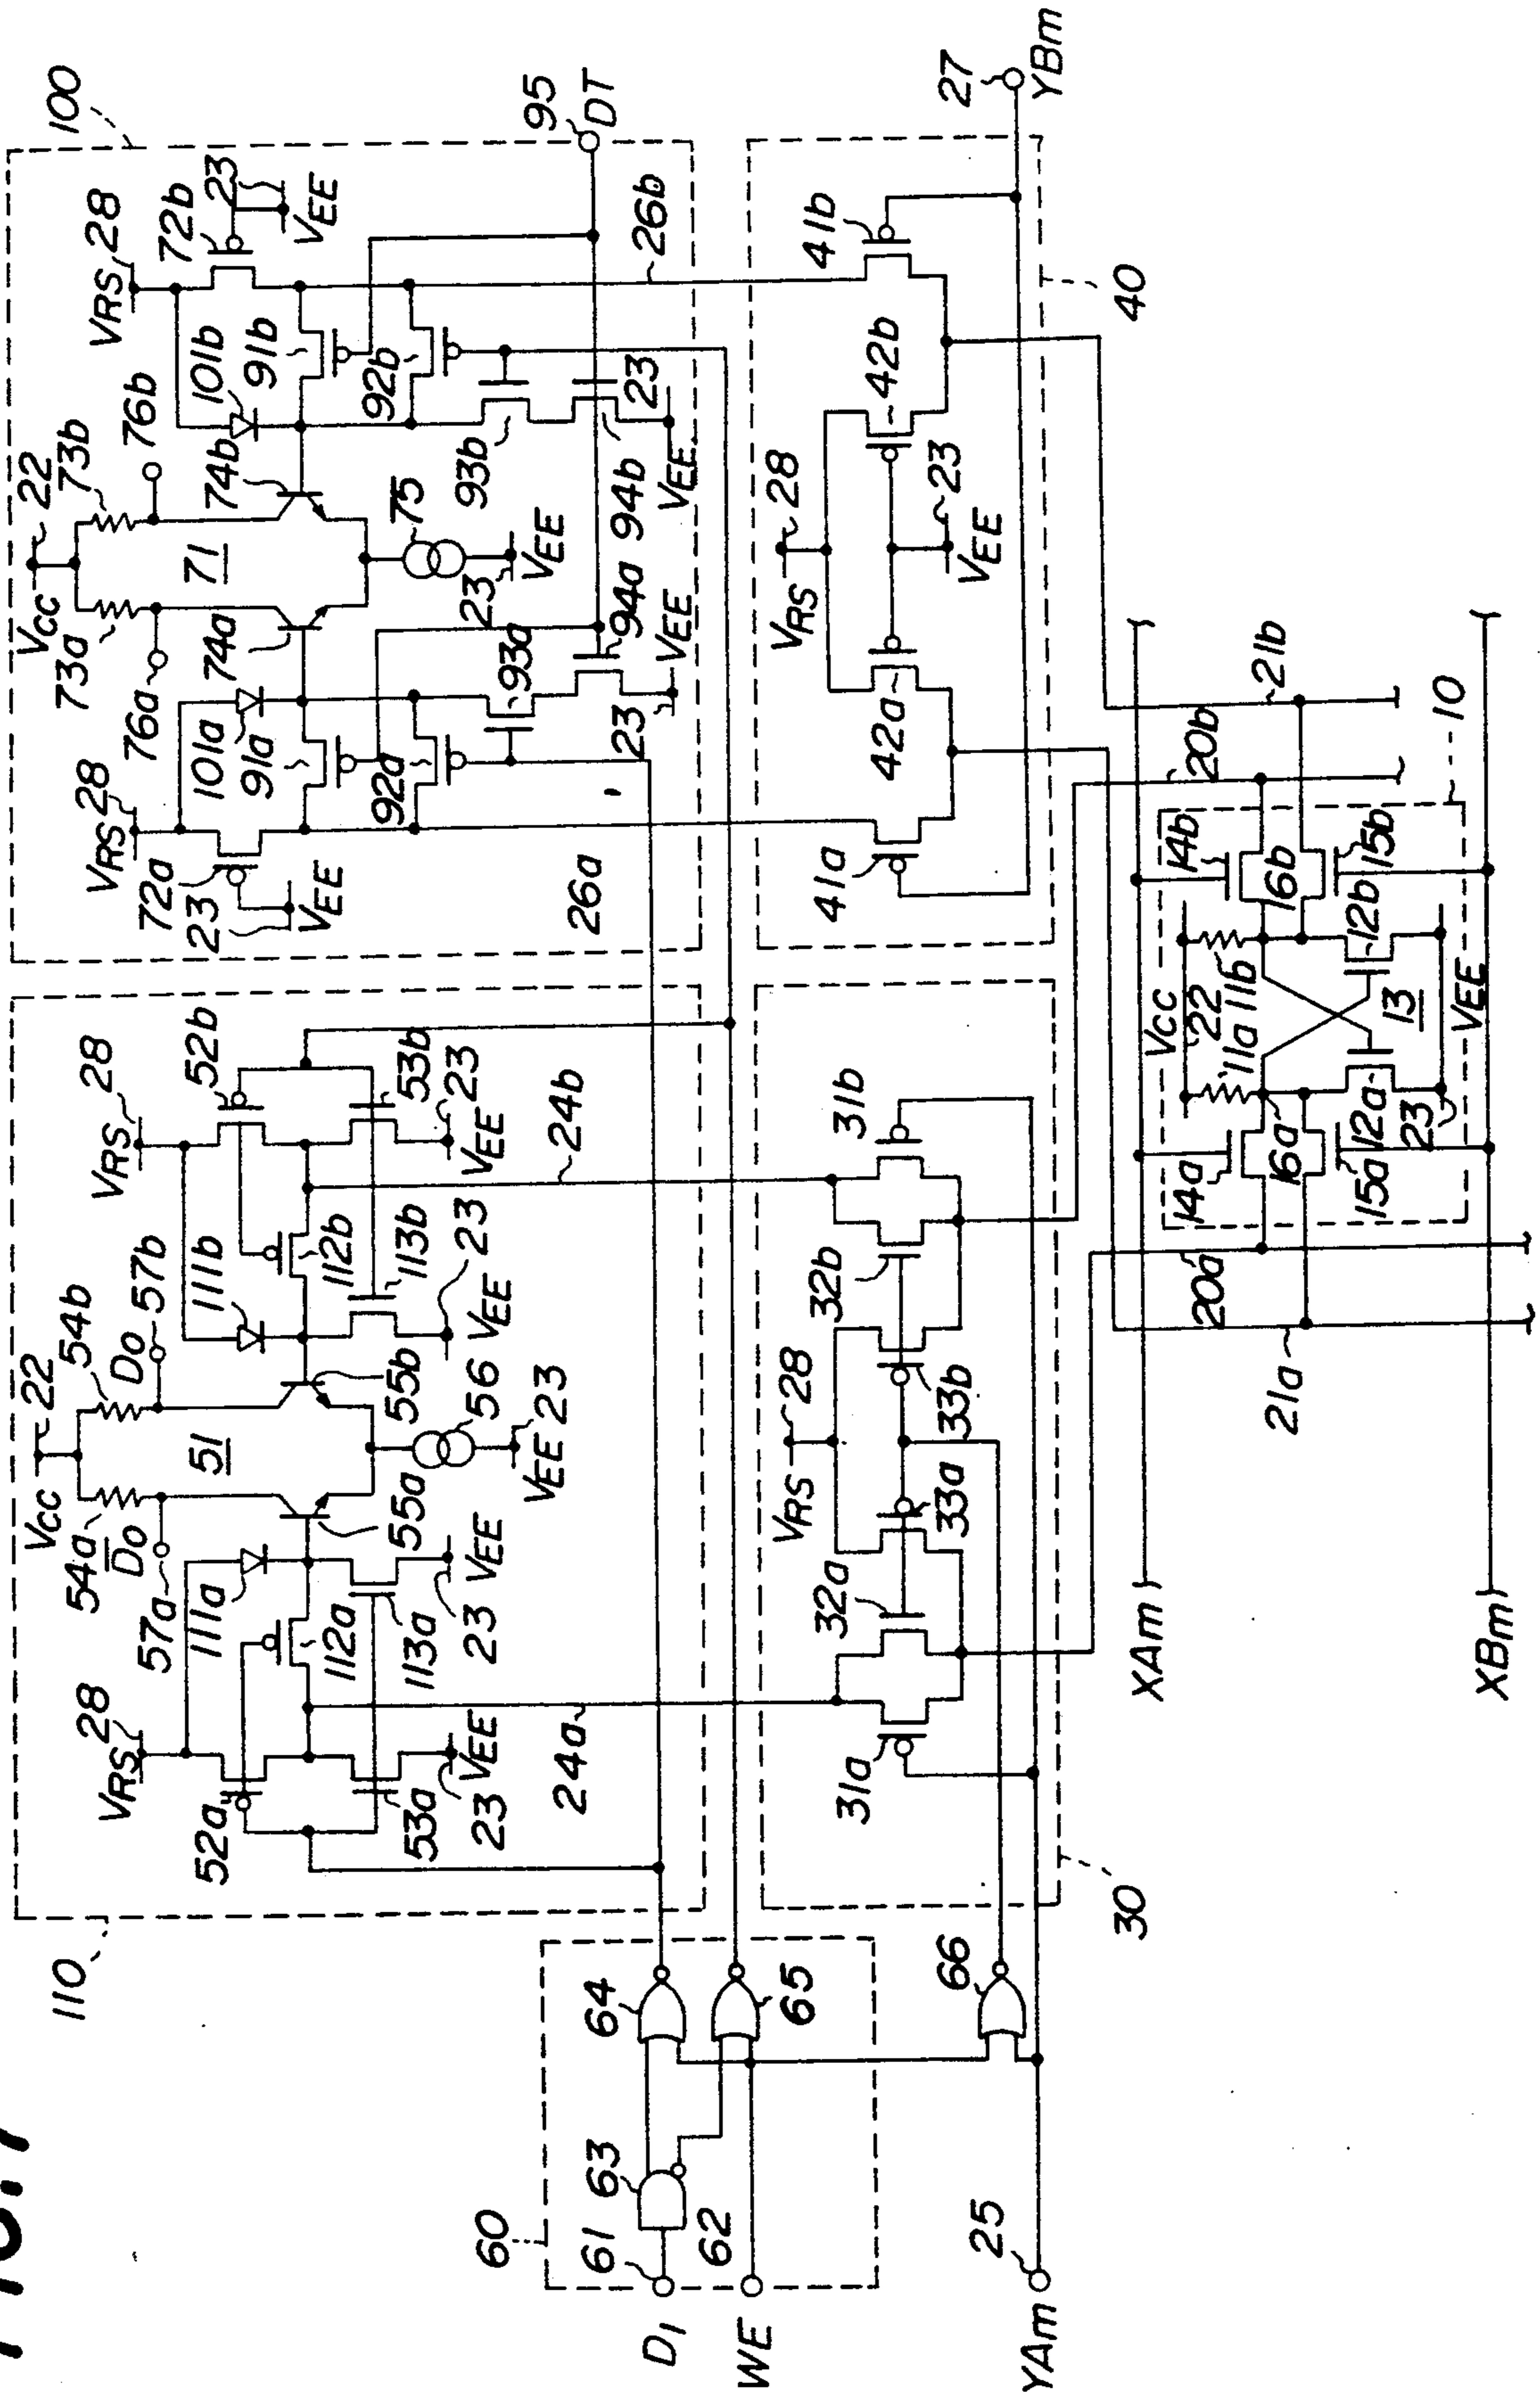 FIG. 7
110
VRS 28
52a
53a
23 VEE
24a
111a
112a
113a
23 VEE
VCC 22
54a
54b
D̅o
57a
Do
57b
51
55a
55b
56
VEE 23
111b
112b
113b
VEE 23
VRS 28
52b
53b
23
VEE
24b
100
VRS 28
72a
23
VEE
26a
101a
91a
92a
93a
94a
23
VEE
VCC 22
73a
73b
76a
76b
71
74a
74b
75
23
VEE
VRS 28
72b
23
VEE
101b
91b
92b
93b
94b
23
VEE
26b
95
DT
60
DI
61
63
62
WE
64
65
66
YAm
25
30
31a
32a
33a
VRS 28
33b
32b
31b
40
41a
42a
VRS 28
23
VEE
42b
41b
27
YBm
XAm
XBm
21a
20a
20b
21b
10
14a
14b
16a
16b
15a
15b
VCC
22
11a
11b
12a
12b
13
23
VEE